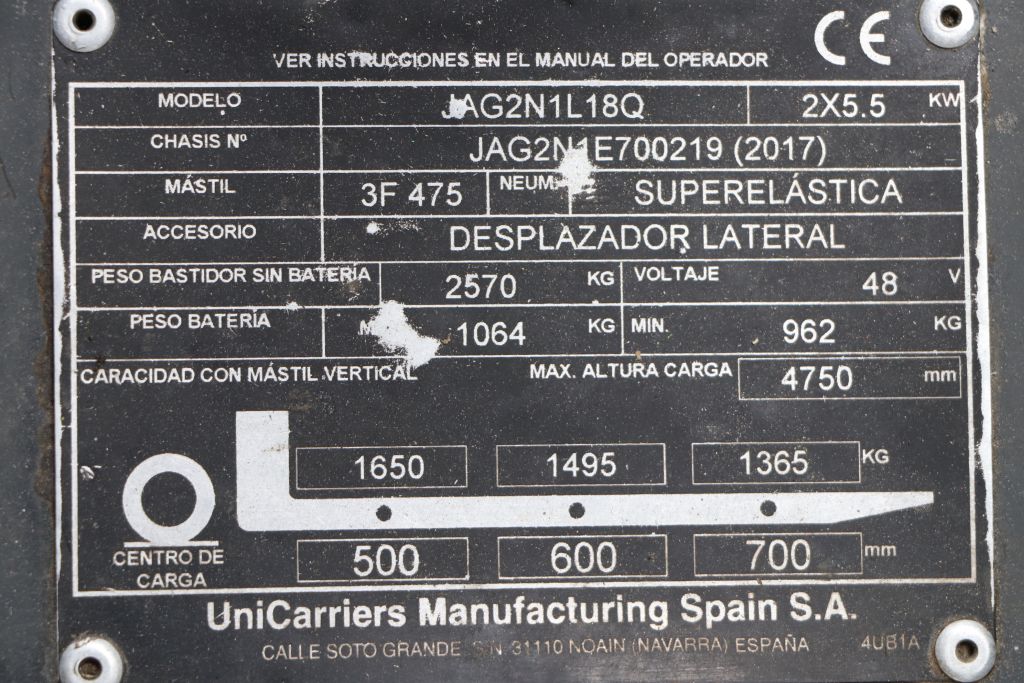 CE
VER INSTRUCCIONES EN EL MANUAL DEL OPERADOR
MODELO JAG2N1L18Q 2X5.5 KW
CHASIS Nº JAG2N1E700219 (2017)
MÁSTIL 3F 475 NEUM SUPERELÁSTICA
ACCESORIO DESPLAZADOR LATERAL
PESO BASTIDOR SIN BATERÍA 2570 KG VOLTAJE 48 V
PESO BATERÍA 1064 KG MIN. 962 KG
CARACIDAD CON MÁSTIL VERTICAL MAX. ALTURA CARGA 4750 mm
1650 1495 1365 KG
500 600 700 mm
CENTRO DE
CARGA
UniCarriers Manufacturing Spain S.A.
CALLE SOTO GRANDE S/N 31110 NOAIN (NAVARRA) ESPAÑA 4UB1A